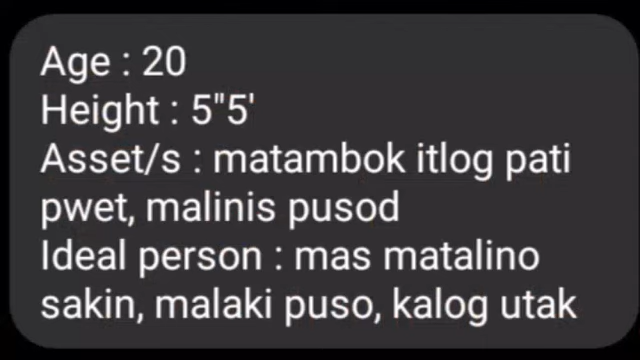 Age : 20
Height : 5"5'
Asset/s : matambok itlog pati
pwet, malinis pusod
Ideal person : mas matalino
sakin, malaki puso, kalog utak